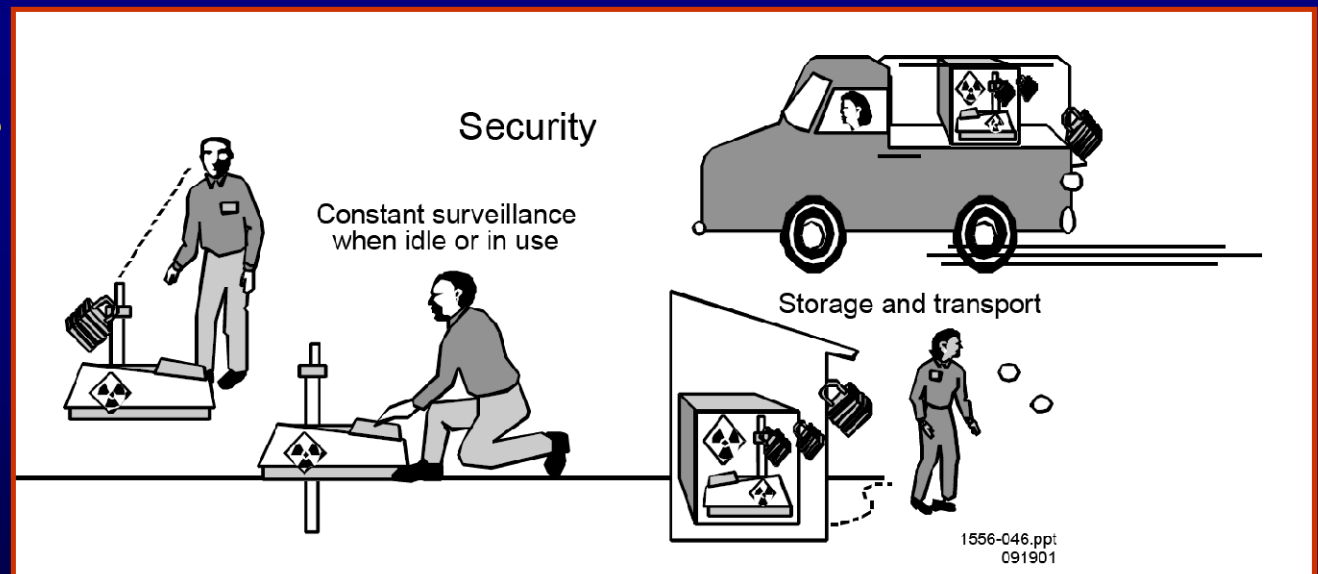 Security
Constant surveillance
when idle or in use
Storage and transport
1556-046.ppt
091901